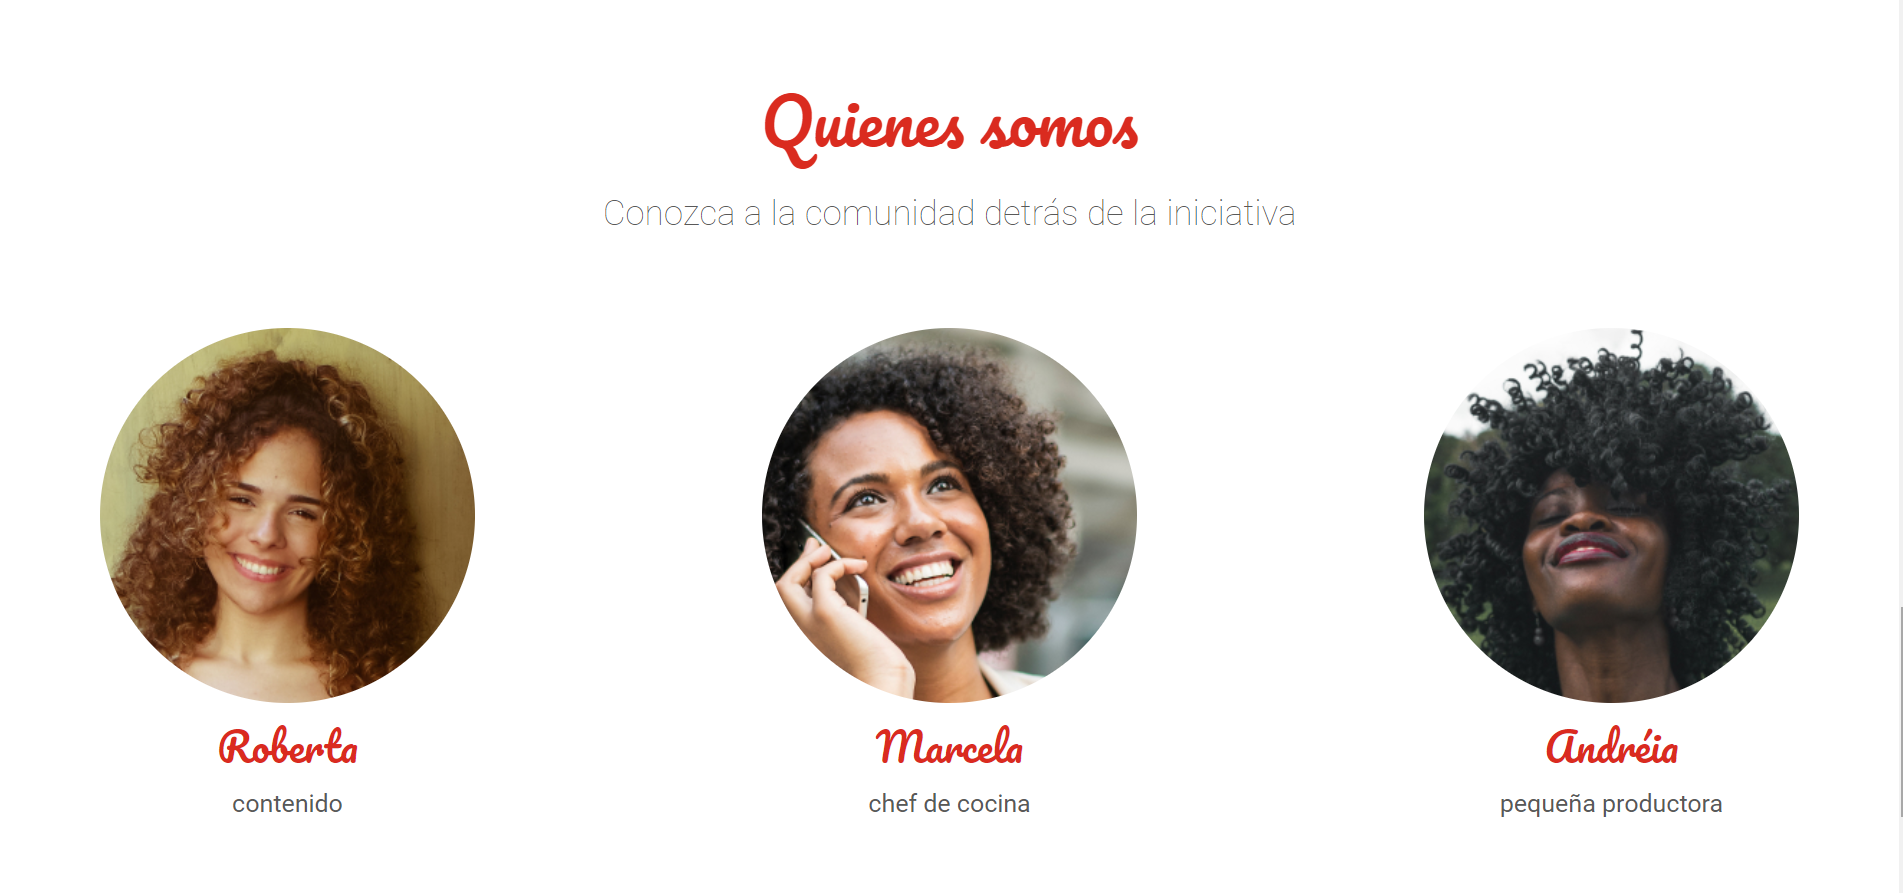 Quienes somos
Conozca a la comunidad detrás de la iniciativa
Roberta
contenido
Marcela
chef de cocina
Andréia
pequeña productora